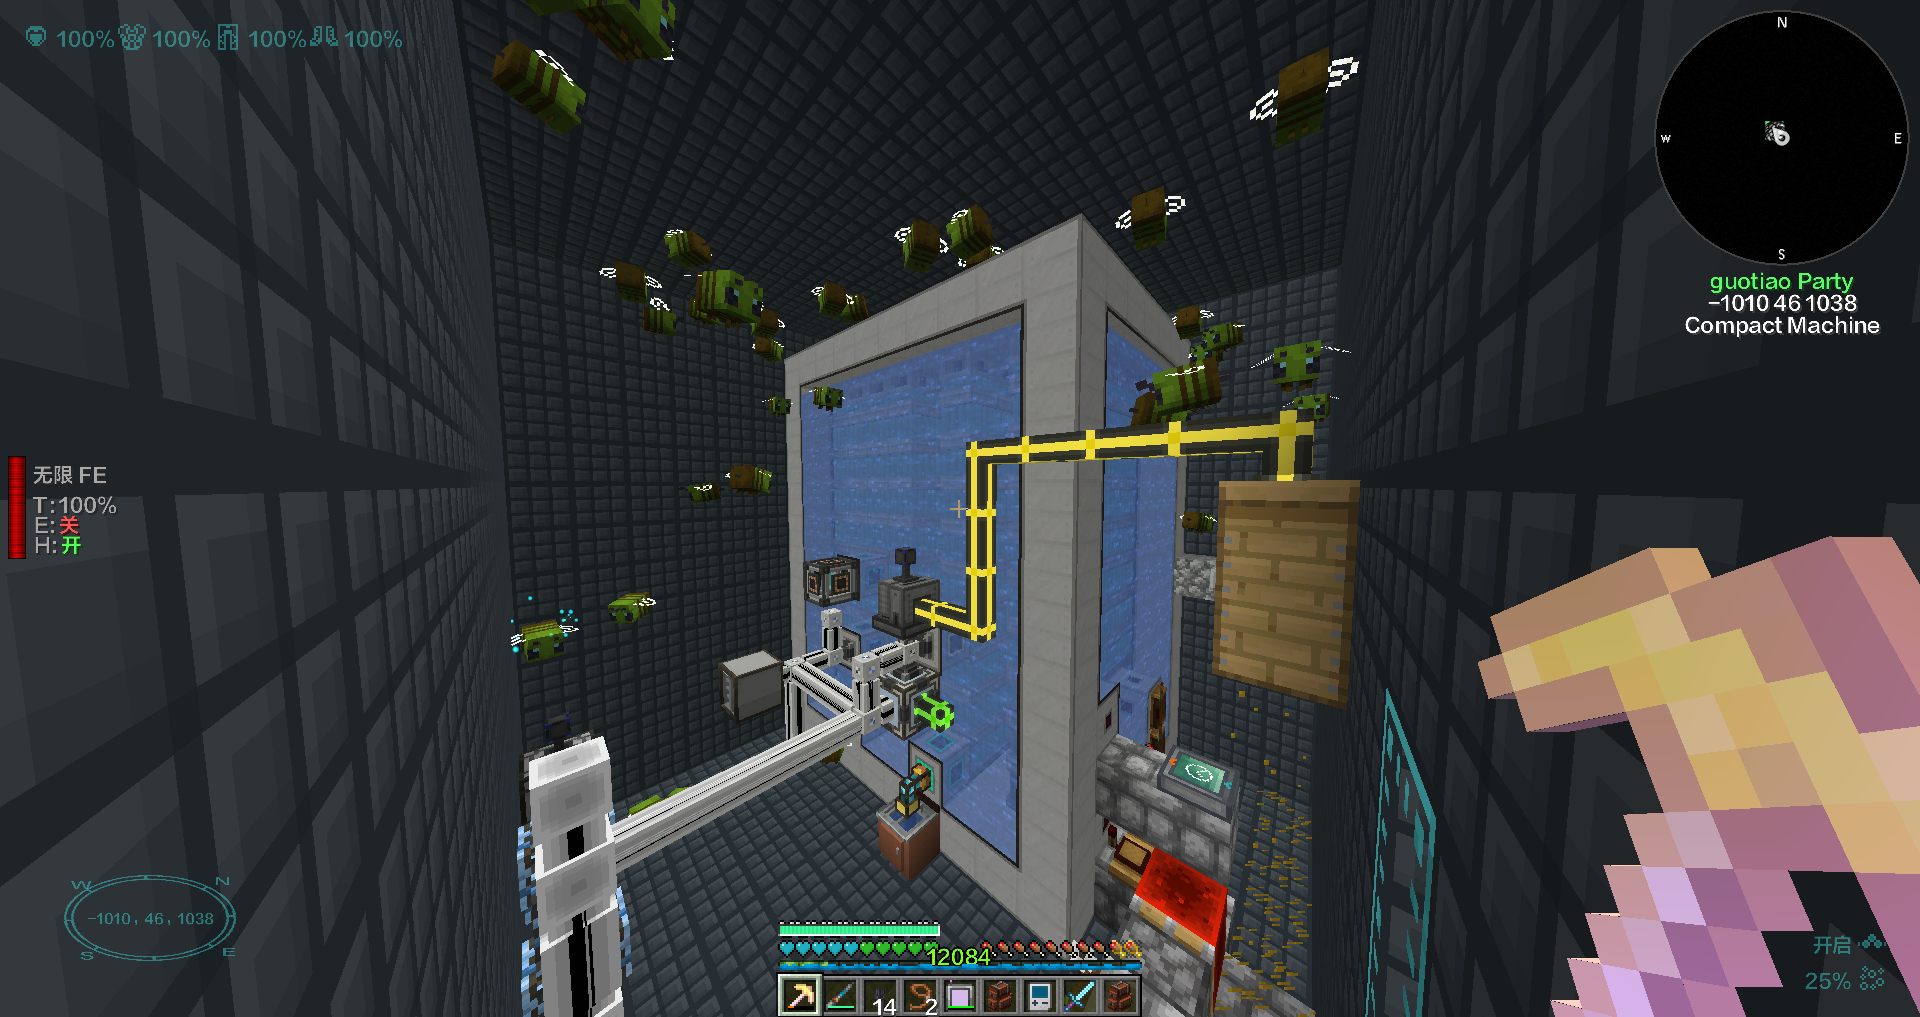 100% 100% 100% 100%
N
W E
S
guotiao Party
-1010 46 1038
Compact Machine
无限 FE
T:100%
E:关
H:开
W N
-1010, 46, 1038
S E
12084
14 2
开启
25%